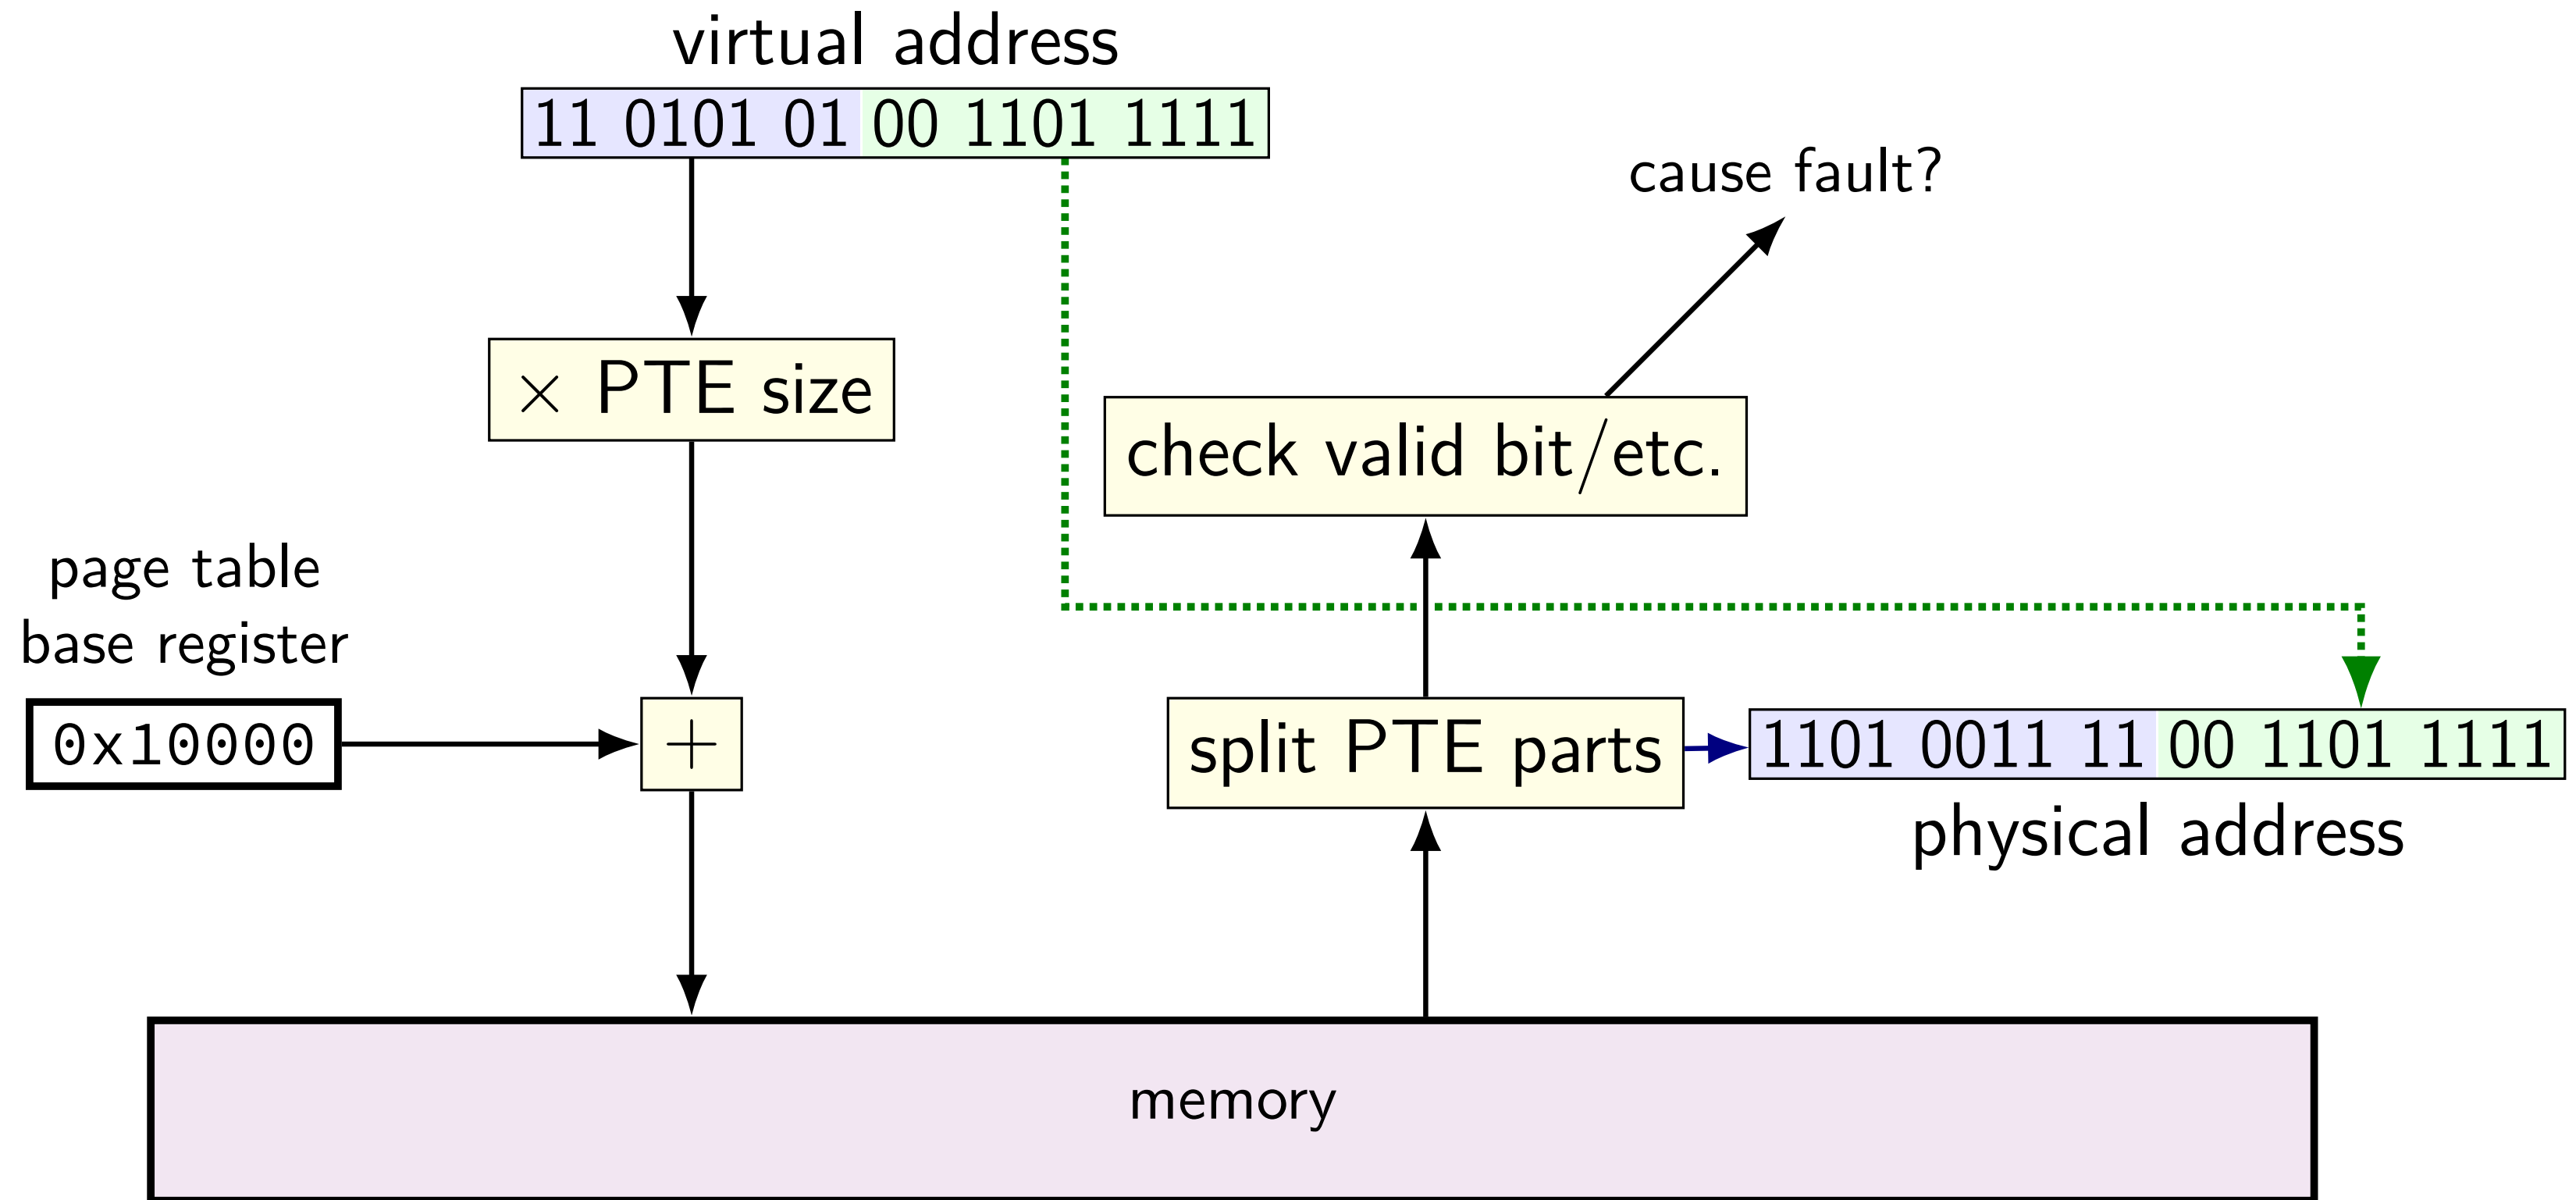 virtual address
11 0101 01 00 1101 1111
cause fault?
× PTE size
check valid bit/etc.
page table
base register
0x10000
+
split PTE parts
1101 0011 11 00 1101 1111
physical address
memory